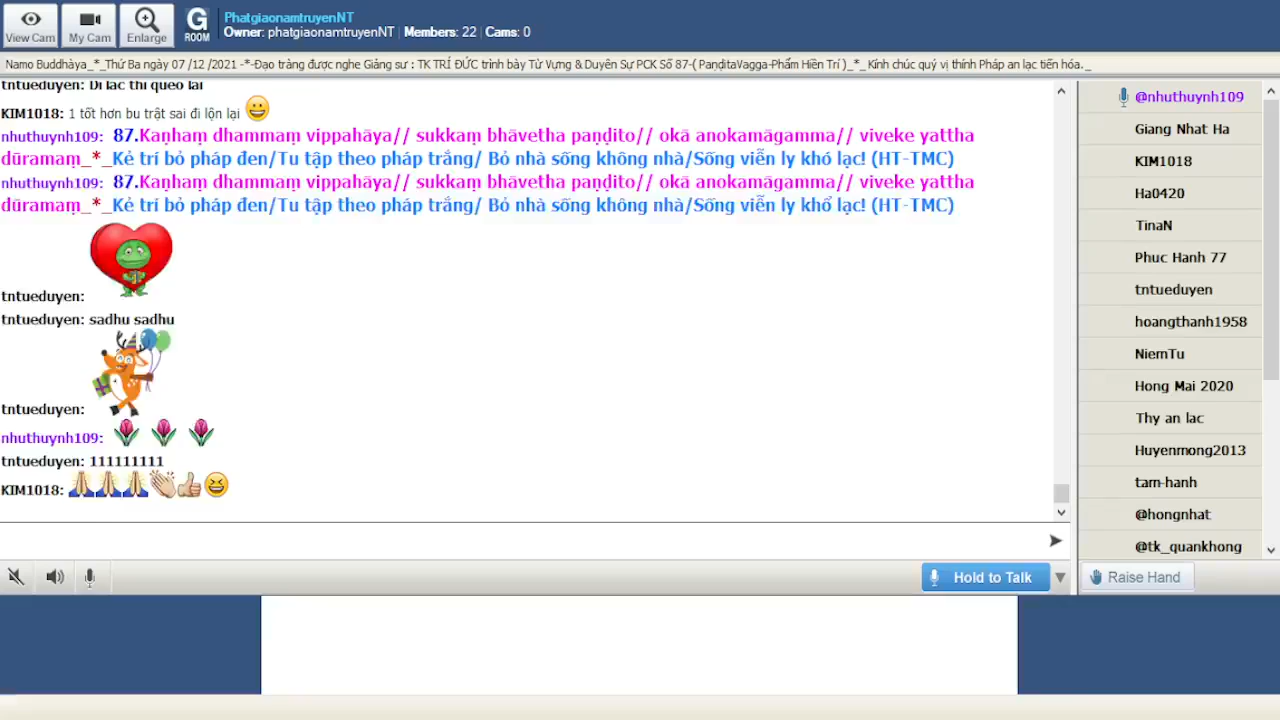 PhatgiaonamtruyenNT
Owner: phatgiaonamtruyenNT | Members: 22 | Cams: 0
View Cam
My Cam
Enlarge
G
ROOM
Namo Buddhàya_*_Thứ Ba ngày 07 /12 /2021 -*-Đạo tràng được nghe Giảng sư : TK TRÍ ĐỨC trình bày Từ Vựng & Duyên Sự PCK Số 87-( PaṇḍitaVagga-Phẩm Hiền Trí )_*_ Kính chúc quý vị thính Pháp an lạc tiến hóa._
tntueduyen: Di lac thi queo lai
KIM1018: 1 tốt hơn bu trật sai đi lộn lại
nhuthuynh109: 87.Kaṇhaṃ dhammaṃ vippahāya// sukkaṃ bhāvetha paṇḍito// okā anokamāgamma// viveke yattha
dūramaṃ_*_Kẻ trí bỏ pháp đen/Tu tập theo pháp trắng/ Bỏ nhà sống không nhà/Sống viễn ly khó lạc! (HT-TMC)
nhuthuynh109: 87.Kaṇhaṃ dhammaṃ vippahāya// sukkaṃ bhāvetha paṇḍito// okā anokamāgamma// viveke yattha
dūramaṃ_*_Kẻ trí bỏ pháp đen/Tu tập theo pháp trắng/ Bỏ nhà sống không nhà/Sống viễn ly khổ lạc! (HT-TMC)
tntueduyen:
tntueduyen: sadhu sadhu
tntueduyen:
nhuthuynh109:
tntueduyen: 111111111
KIM1018:
Hold to Talk
@nhuthuynh109
Giang Nhat Ha
KIM1018
Ha0420
TinaN
Phuc Hanh 77
tntueduyen
hoangthanh1958
NiemTu
Hong Mai 2020
Thy an lac
Huyenmong2013
tam-hanh
@hongnhat
@tk_quankhong
Raise Hand